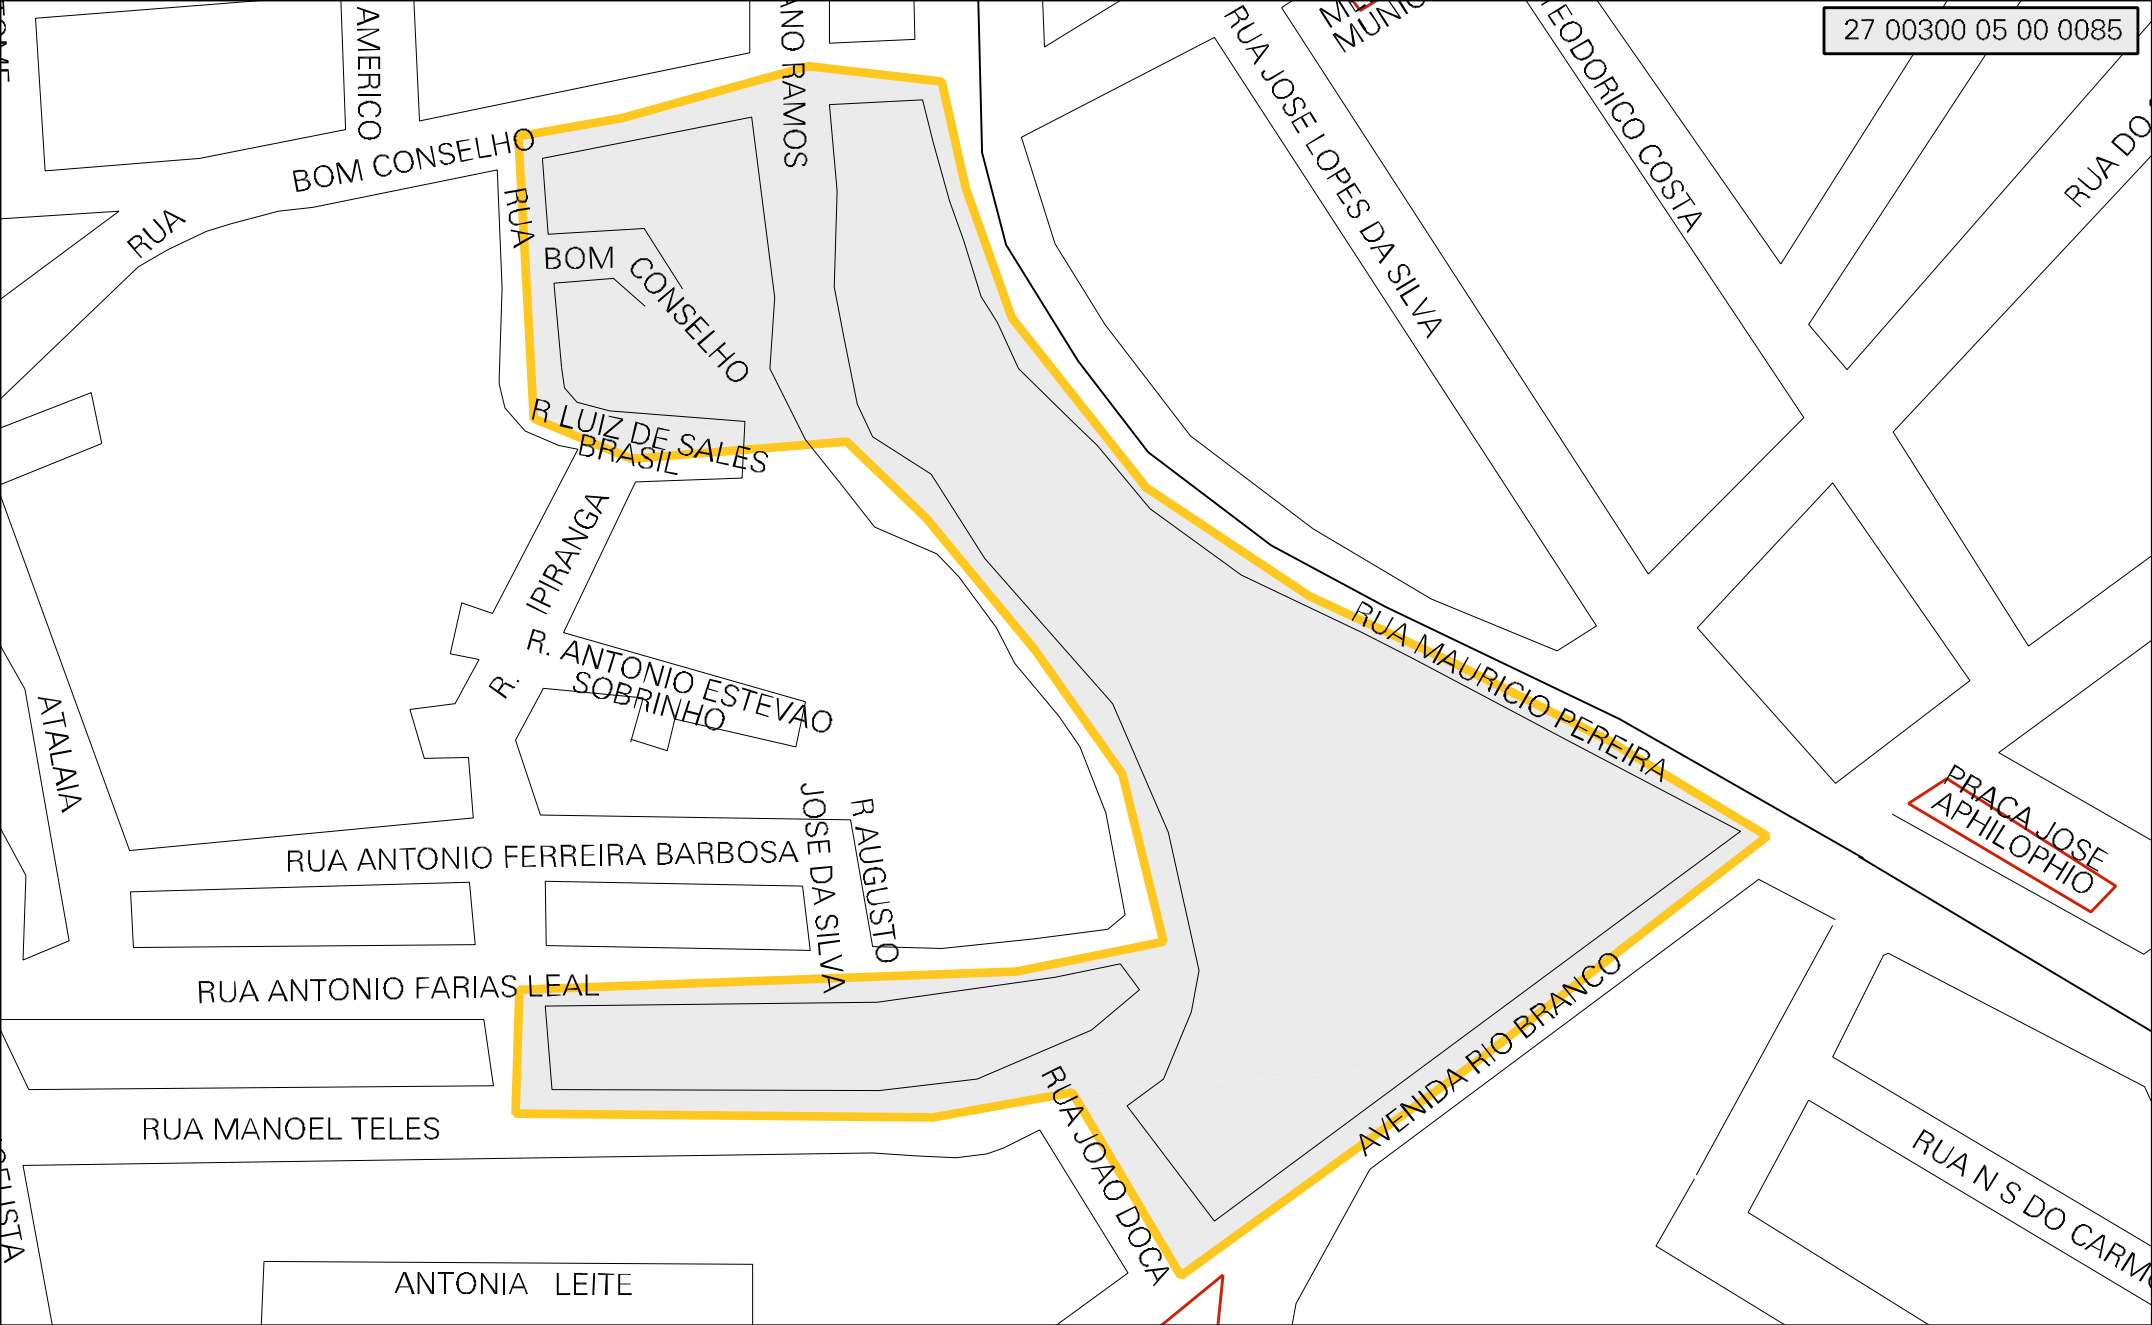 27 00300 05 00 0085
AMERICO
ANO RAMOS
RUA JOSE LOPES DA SILVA
TEODORICO COSTA
RUA DO
BOM CONSELHO
RUA
RUA
BOM CONSELHO
R LUIZ DE SALES
BRASIL
IPIRANGA
R.
R. ANTONIO ESTEVAO
SOBRINHO
RUA MAURICIO PEREIRA
ATALAIA
PRACA JOSE
APHILOPHIO
JOSE DA SILVA
R AUGUSTO
RUA ANTONIO FERREIRA BARBOSA
RUA ANTONIO FARIAS LEAL
AVENIDA RIO BRANCO
RUA MANOEL TELES
RUA JOAO DOCA
RUA N S DO CARMO
ANTONIA LEITE